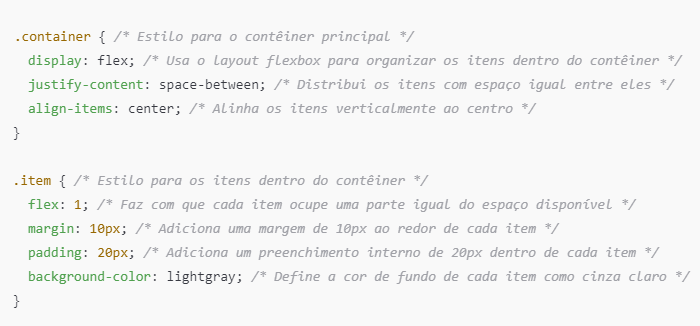 .container { /* Estilo para o contêiner principal */
  display: flex; /* Usa o layout flexbox para organizar os itens dentro do contêiner */
  justify-content: space-between; /* Distribui os itens com espaço igual entre eles */
  align-items: center; /* Alinha os itens verticalmente ao centro */
}

.item { /* Estilo para os itens dentro do contêiner */
  flex: 1; /* Faz com que cada item ocupe uma parte igual do espaço disponível */
  margin: 10px; /* Adiciona uma margem de 10px ao redor de cada item */
  padding: 20px; /* Adiciona um preenchimento interno de 20px dentro de cada item */
  background-color: lightgray; /* Define a cor de fundo de cada item como cinza claro */
}